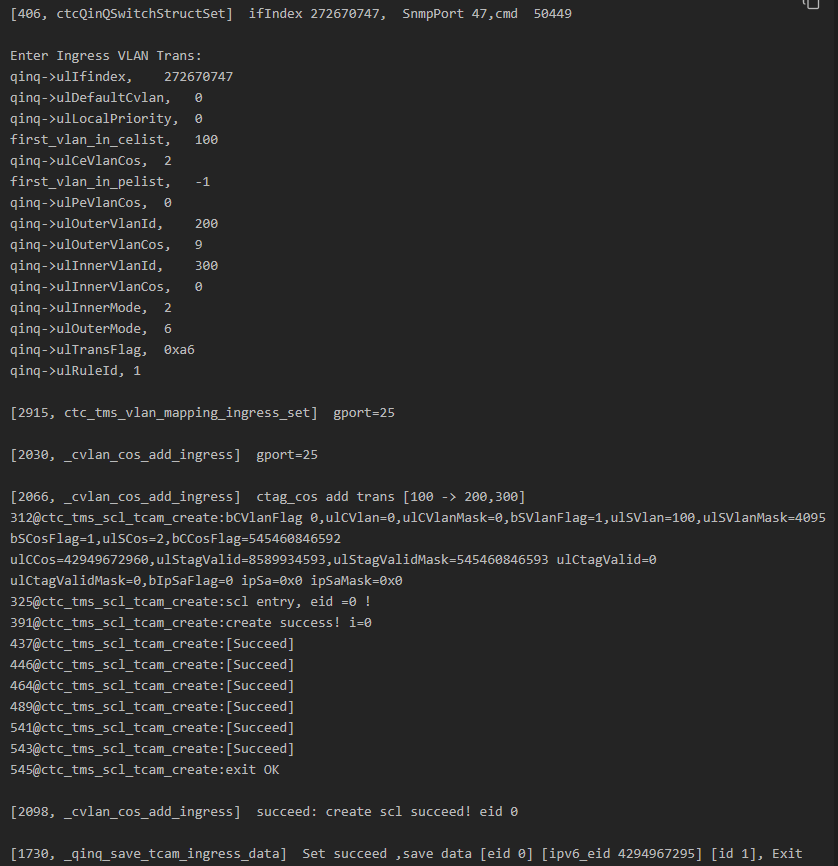 [406, ctcQinQSwitchStructSet]  ifIndex 272670747,  SnmpPort 47,cmd  50449
Enter Ingress VLAN Trans:
qinq->ulIfindex,    272670747
qinq->ulDefaultCvlan,   0
qinq->ulLocalPriority,  0
first_vlan_in_celist,   100
qinq->ulCeVlanCos,  2
first_vlan_in_pelist,   -1
qinq->ulPeVlanCos,  0
qinq->ulOuterVlanId,    200
qinq->ulOuterVlanCos,   9
qinq->ulInnerVlanId,    300
qinq->ulInnerVlanCos,   0
qinq->ulInnerMode,  2
qinq->ulOuterMode,  6
qinq->ulTransFlag,  0xa6
qinq->ulRuleId, 1
[2915, ctc_tms_vlan_mapping_ingress_set]  gport=25
[2030, _cvlan_cos_add_ingress]  gport=25
[2066, _cvlan_cos_add_ingress]  ctag_cos add trans [100 -> 200,300]
312@ctc_tms_scl_tcam_create:bCVlanFlag 0,ulCVlan=0,ulCVlanMask=0,bSVlanFlag=1,ulSVlan=100,ulSVlanMask=4095
bSCosFlag=1,ulSCos=2,bCCosFlag=545460846592
ulCCos=42949672960,ulStagValid=8589934593,ulStagValidMask=545460846593 ulCtagValid=0
ulCtagValidMask=0,bIpSaFlag=0 ipSa=0x0 ipSaMask=0x0
325@ctc_tms_scl_tcam_create:scl entry, eid =0 !
391@ctc_tms_scl_tcam_create:create success! i=0
437@ctc_tms_scl_tcam_create:[Succeed]
446@ctc_tms_scl_tcam_create:[Succeed]
464@ctc_tms_scl_tcam_create:[Succeed]
489@ctc_tms_scl_tcam_create:[Succeed]
541@ctc_tms_scl_tcam_create:[Succeed]
543@ctc_tms_scl_tcam_create:[Succeed]
545@ctc_tms_scl_tcam_create:exit OK
[2098, _cvlan_cos_add_ingress]  succeed: create scl succeed! eid 0
[1730, _qinq_save_tcam_ingress_data]  Set succeed ,save data [eid 0] [ipv6_eid 4294967295] [id 1], Exit